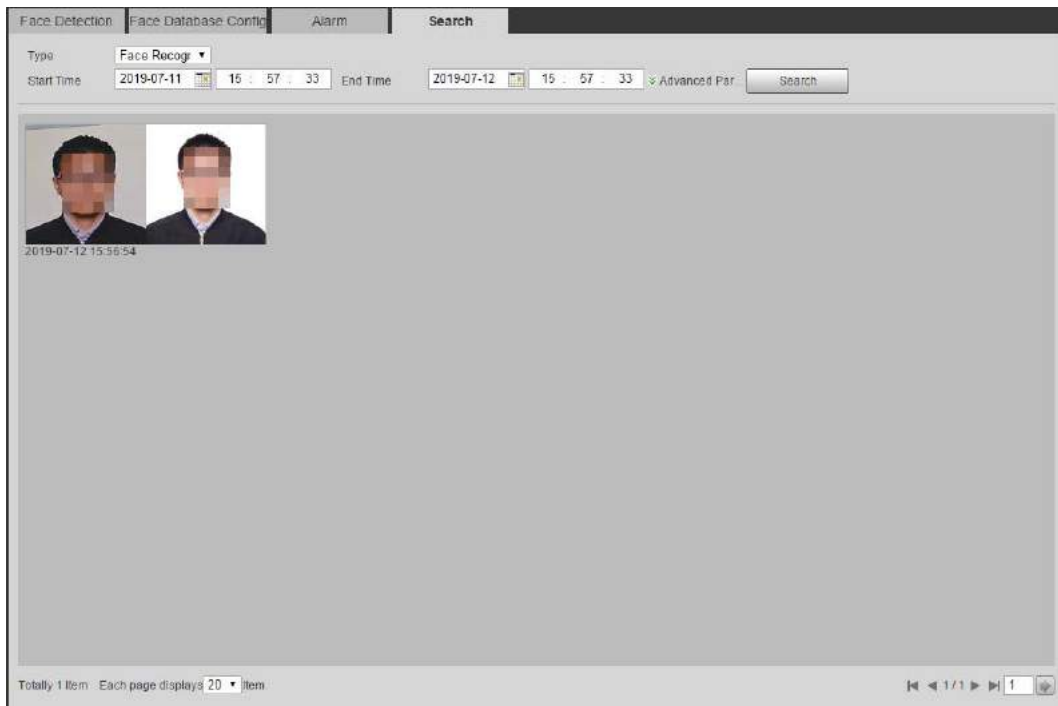 Face Detection Face Database Config Alarm Search
Type Face Recogr
Start Time 2019-07-11 15 : 57 : 33 End Time 2019-07-12 15 : 57 : 33 Advanced Par... Search
2019-07-12 15:56:54
Totally 1 Item Each page displays 20 Item 1/1 1